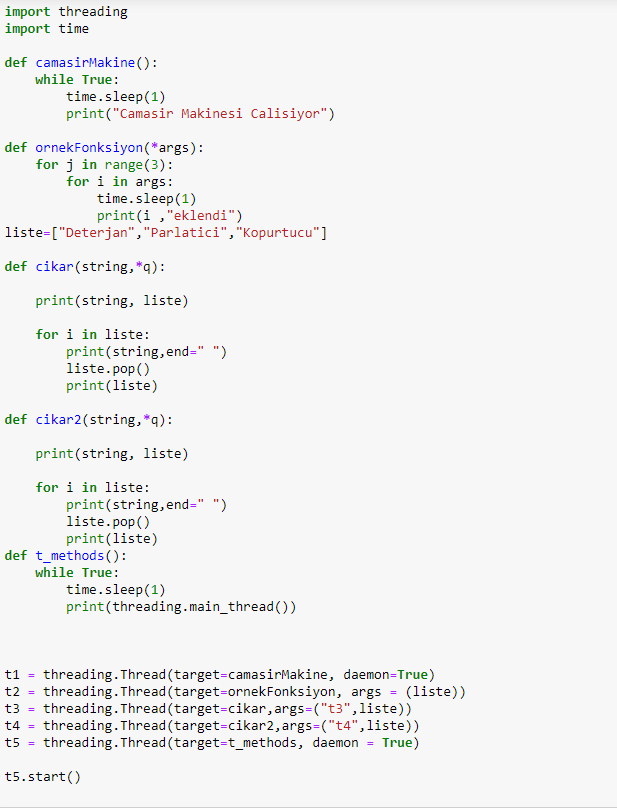 import threading
import time
def camasirMakine():
    while True:
        time.sleep(1)
        print("Camasir Makinesi Calisiyor")
def ornekFonksiyon(*args):
    for j in range(3):
        for i in args:
            time.sleep(1)
            print(i ,"eklendi")
liste=["Deterjan","Parlatici","Kopurtucu"]
def cikar(string,*q):
    print(string, liste)
    for i in liste:
        print(string,end=" ")
        liste.pop()
        print(liste)
def cikar2(string,*q):
    print(string, liste)
    for i in liste:
        print(string,end=" ")
        liste.pop()
        print(liste)
def t_methods():
    while True:
        time.sleep(1)
        print(threading.main_thread())
t1 = threading.Thread(target=camasirMakine, daemon=True)
t2 = threading.Thread(target=ornekFonksiyon, args = (liste))
t3 = threading.Thread(target=cikar,args=("t3",liste))
t4 = threading.Thread(target=cikar2,args=("t4",liste))
t5 = threading.Thread(target=t_methods, daemon = True)
t5.start()